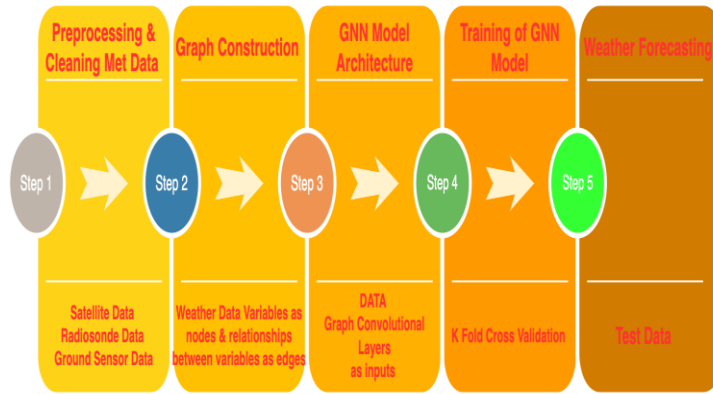 Preprocessing &
Cleaning Met Data
Graph Construction
GNN Model
Architecture
Training of GNN
Model
Weather Forecasting
Step 1
Step 2
Step 3
Step 4
Step 5
Satellite Data
Radiosonde Data
Ground Sensor Data
Weather Data Variables as
nodes & relationships
between variables as edges
DATA
Graph Convolutional
Layers
as inputs
K Fold Cross Validation
Test Data